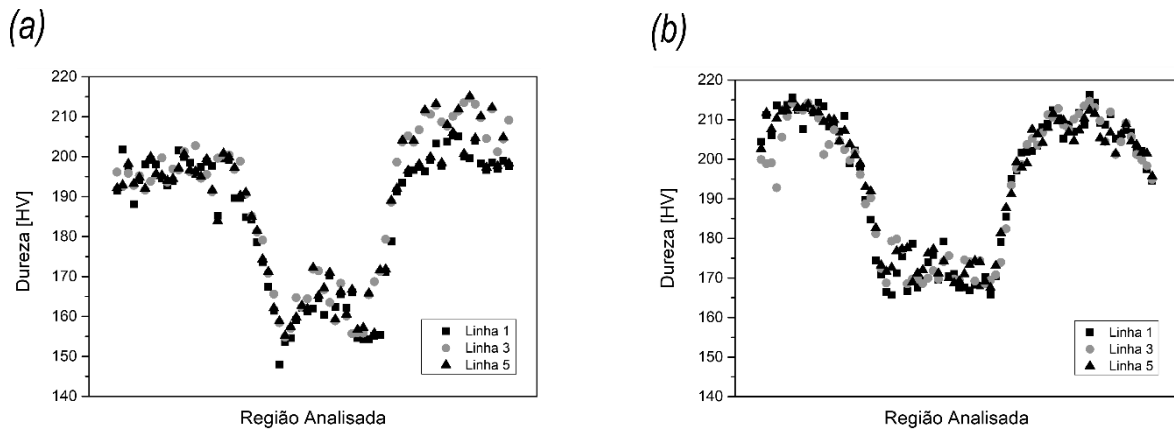 (a)
220
210
200
190
180
170
160
150
140
Dureza [HV]
Linha 1
Linha 3
Linha 5
Região Analisada
(b)
220
210
200
190
180
170
160
150
140
Dureza [HV]
Linha 1
Linha 3
Linha 5
Região Analisada